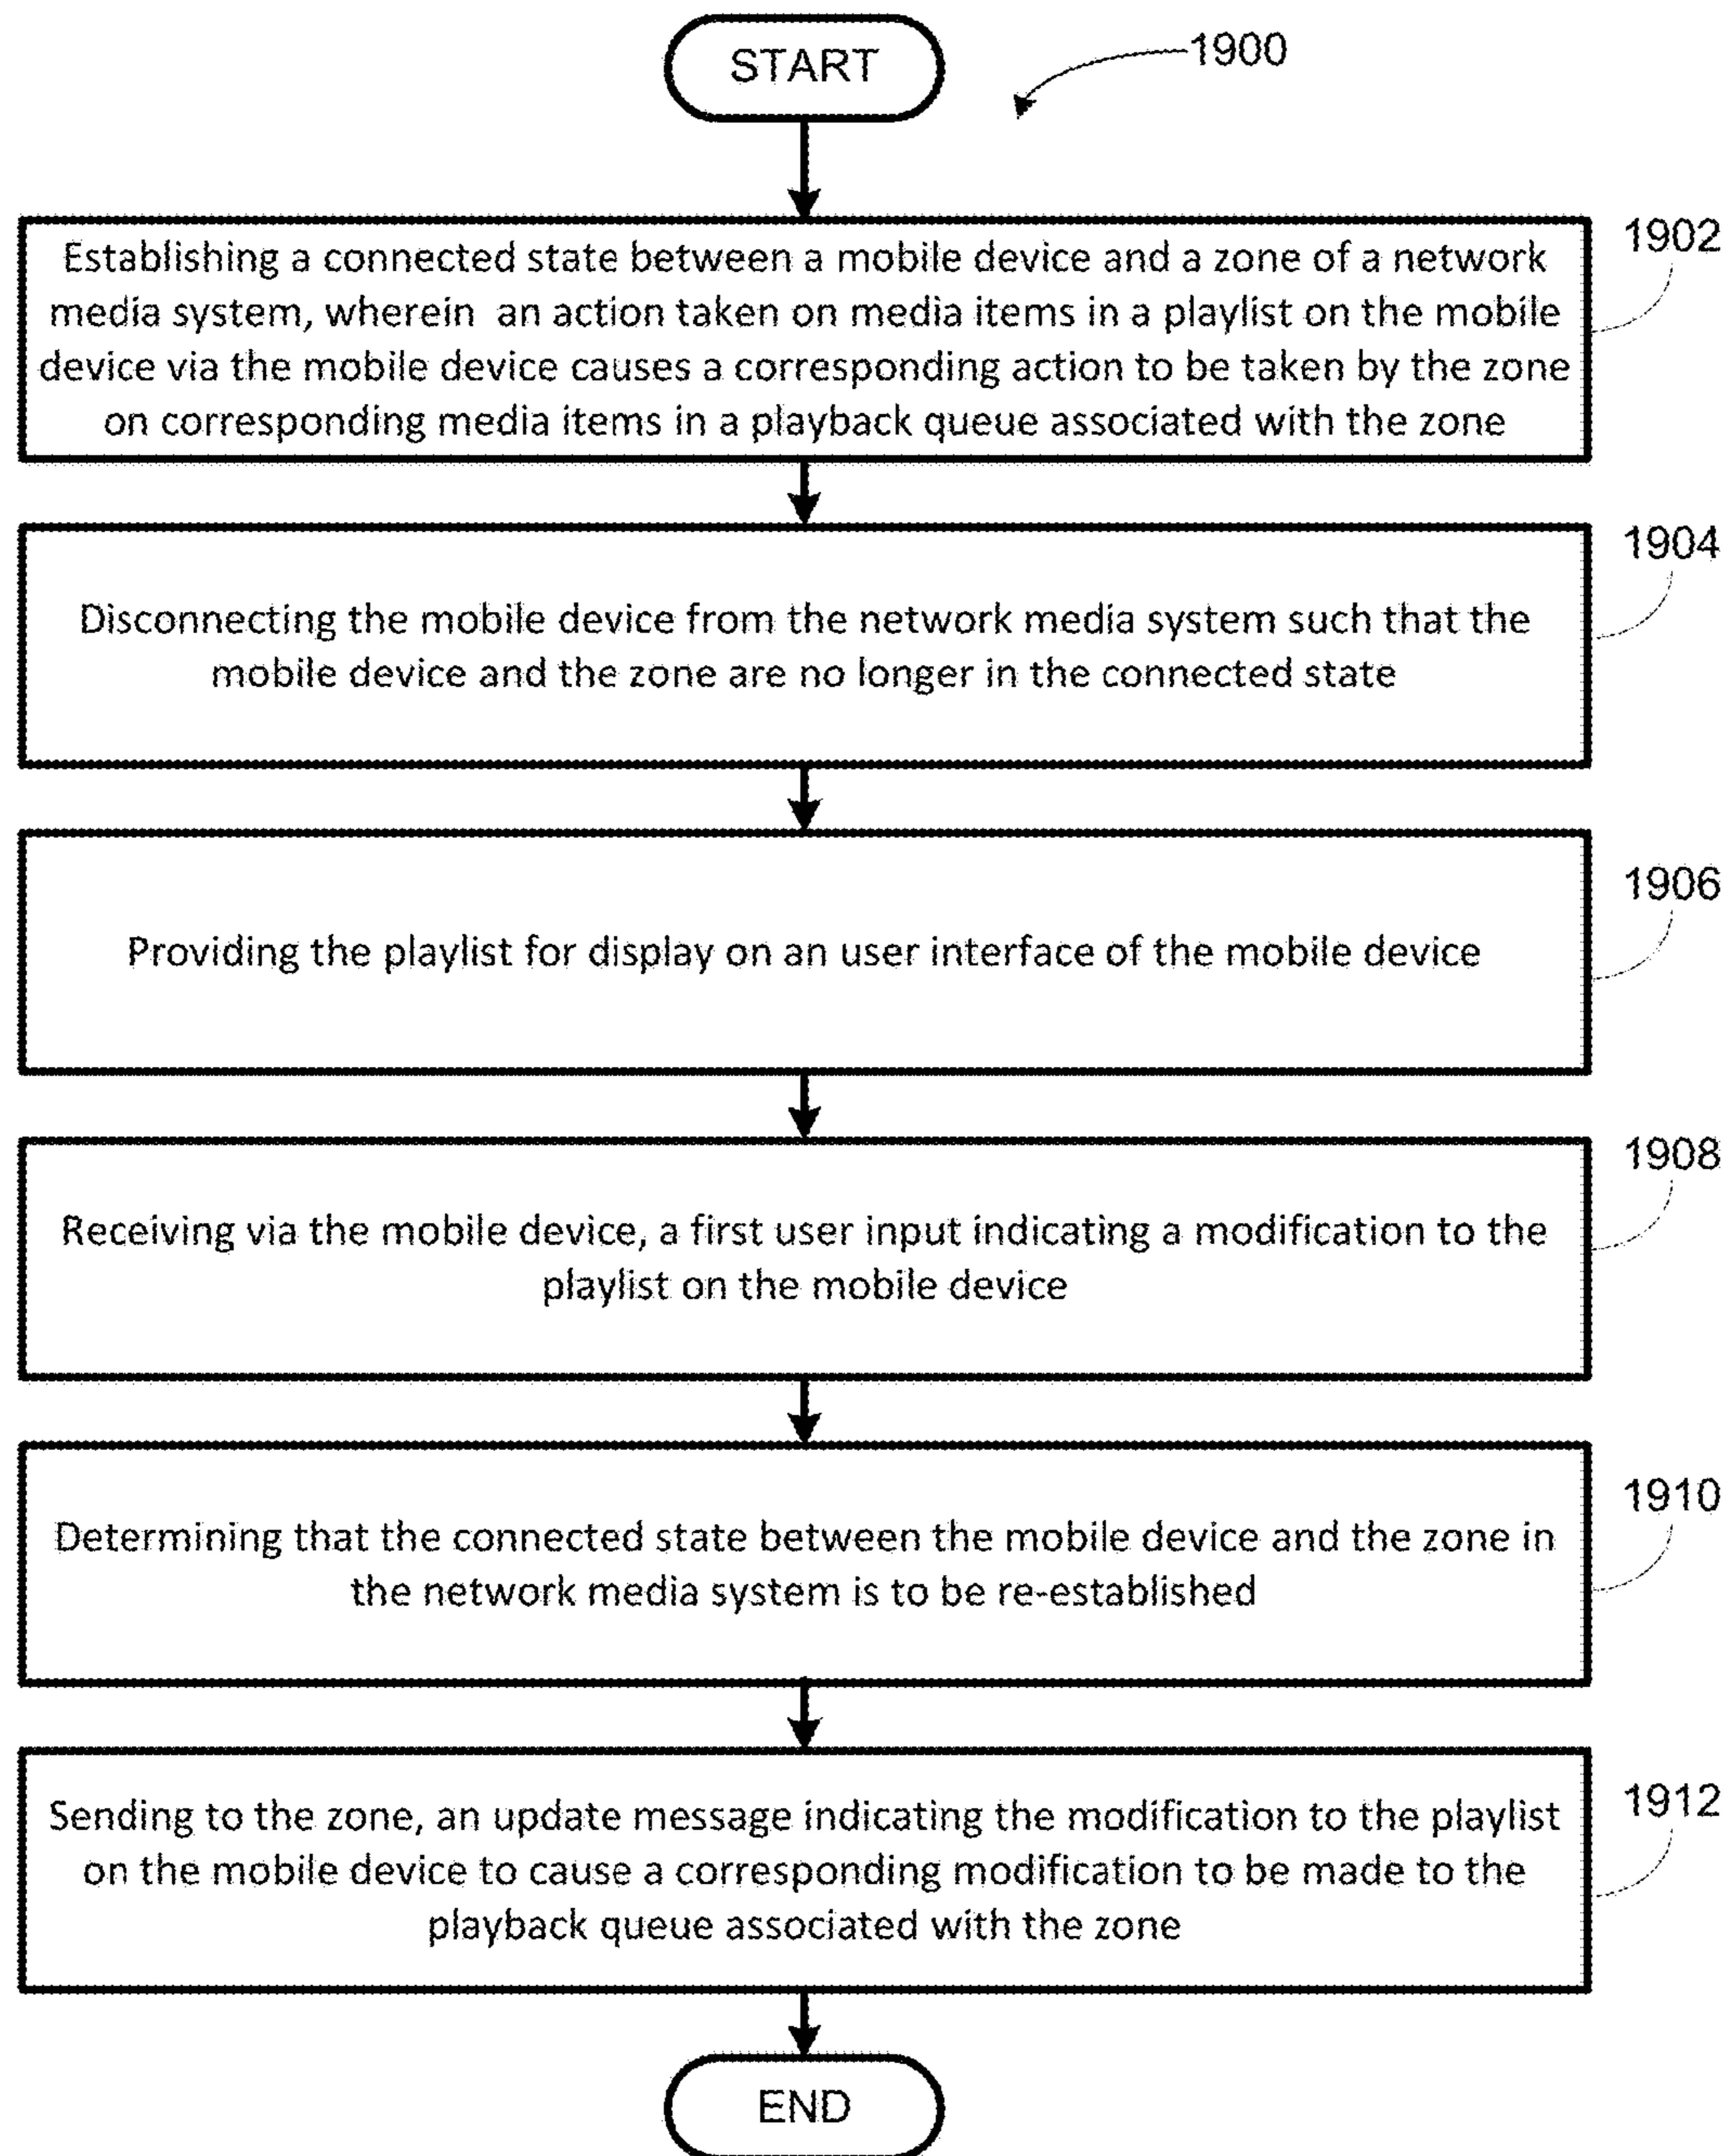 START
1900
Establishing a connected state between a mobile device and a zone of a network
media system, wherein an action taken on media items in a playlist on the mobile
device via the mobile device causes a corresponding action to be taken by the zone
on corresponding media items in a playback queue associated with the zone
1902
Disconnecting the mobile device from the network media system such that the
mobile device and the zone are no longer in the connected state
1904
Providing the playlist for display on an user interface of the mobile device
1906
Receiving via the mobile device, a first user input indicating a modification to the
playlist on the mobile device
1908
Determining that the connected state between the mobile device and the zone in
the network media system is to be re-established
1910
Sending to the zone, an update message indicating the modification to the playlist
on the mobile device to cause a corresponding modification to be made to the
playback queue associated with the zone
1912
END